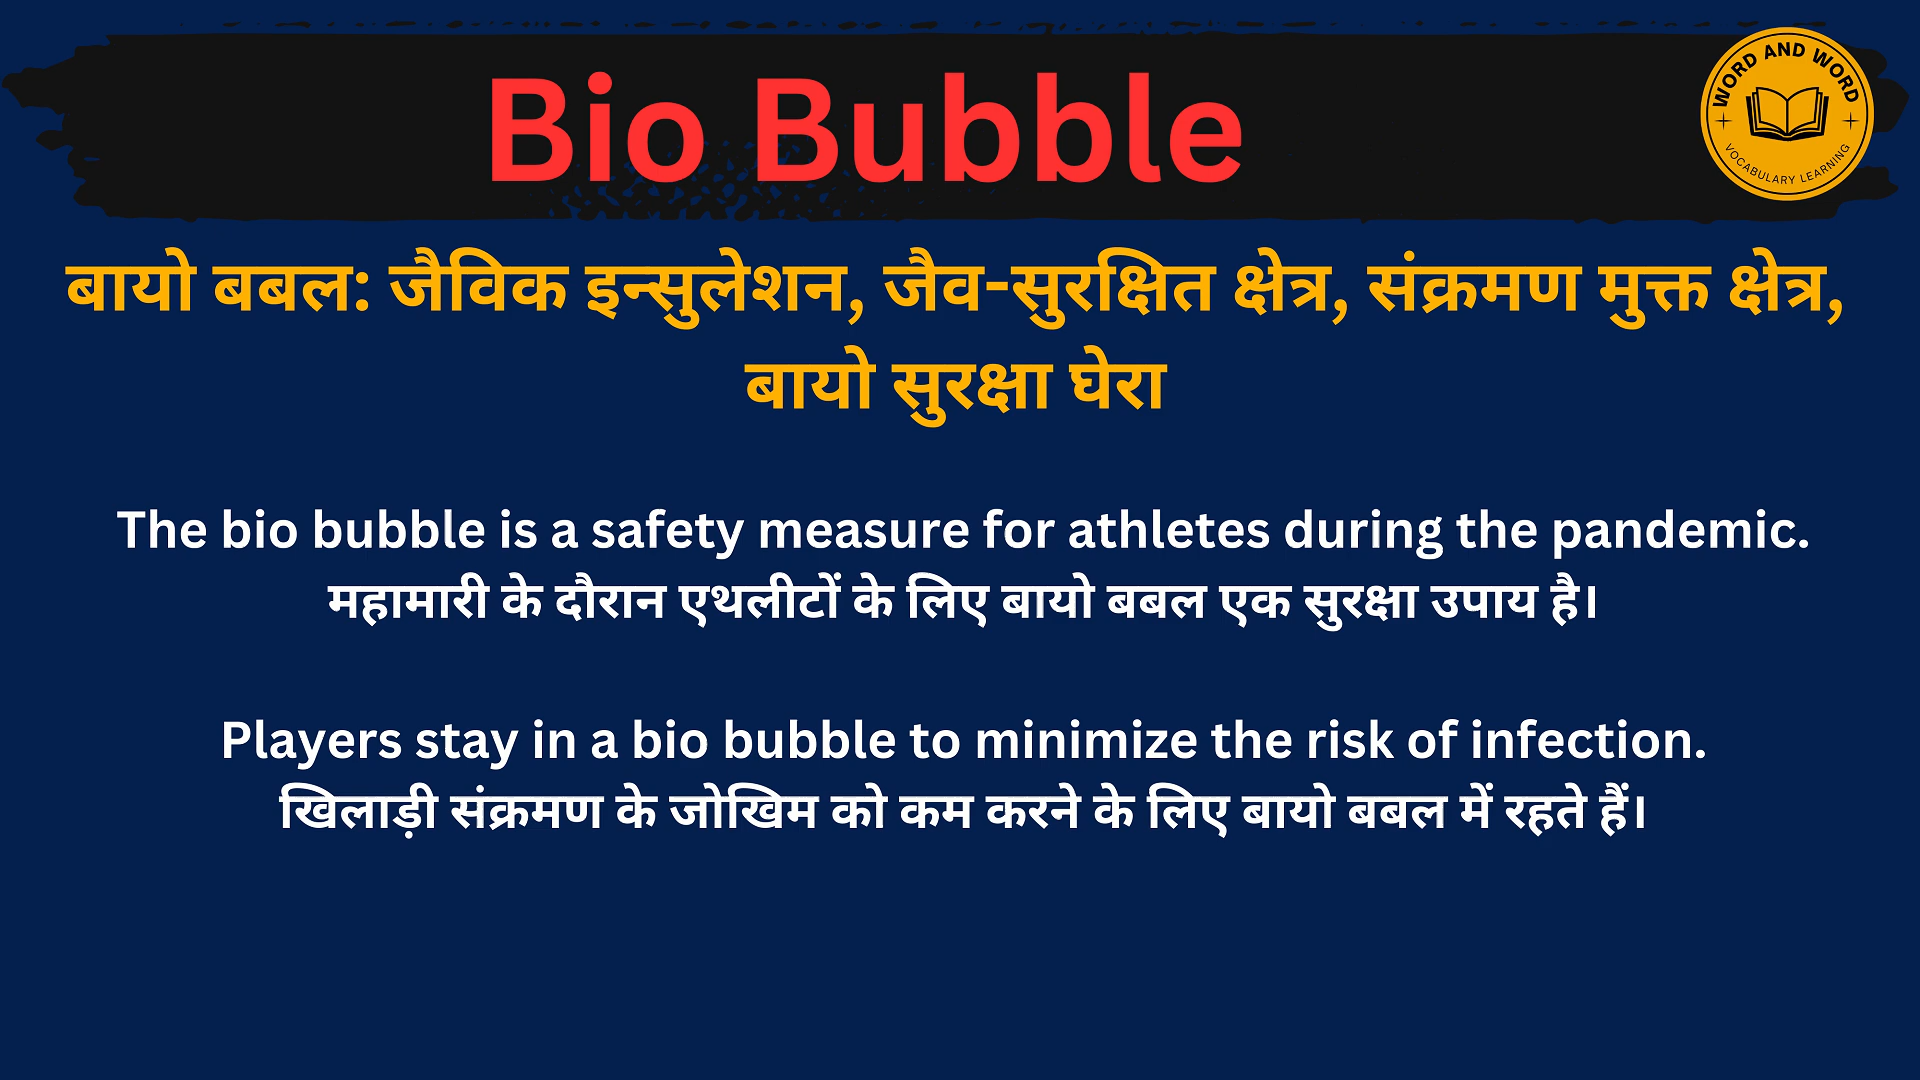 Bio Bubble
WORD AND WORD
VOCABULARY LEARNING
बायो बबल: जैविक इन्सुलेशन, जैव-सुरक्षित क्षेत्र, संक्रमण मुक्त क्षेत्र,
बायो सुरक्षा घेरा
The bio bubble is a safety measure for athletes during the pandemic.
महामारी के दौरान एथलीटों के लिए बायो बबल एक सुरक्षा उपाय है।
Players stay in a bio bubble to minimize the risk of infection.
खिलाड़ी संक्रमण के जोखिम को कम करने के लिए बायो बबल में रहते हैं।